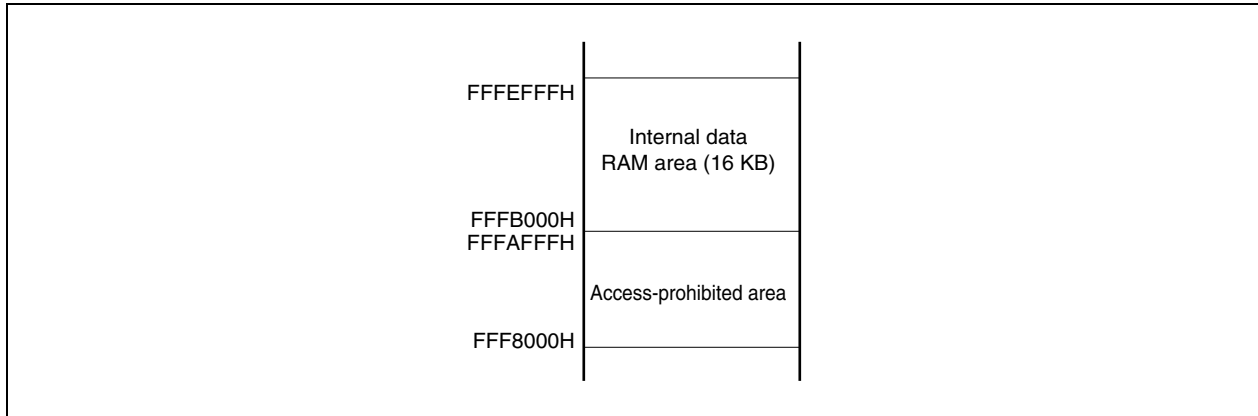 FFFEFFFH
Internal data
RAM area (16 KB)
FFFB000H
FFFAFFFH
Access-prohibited area
FFF8000H